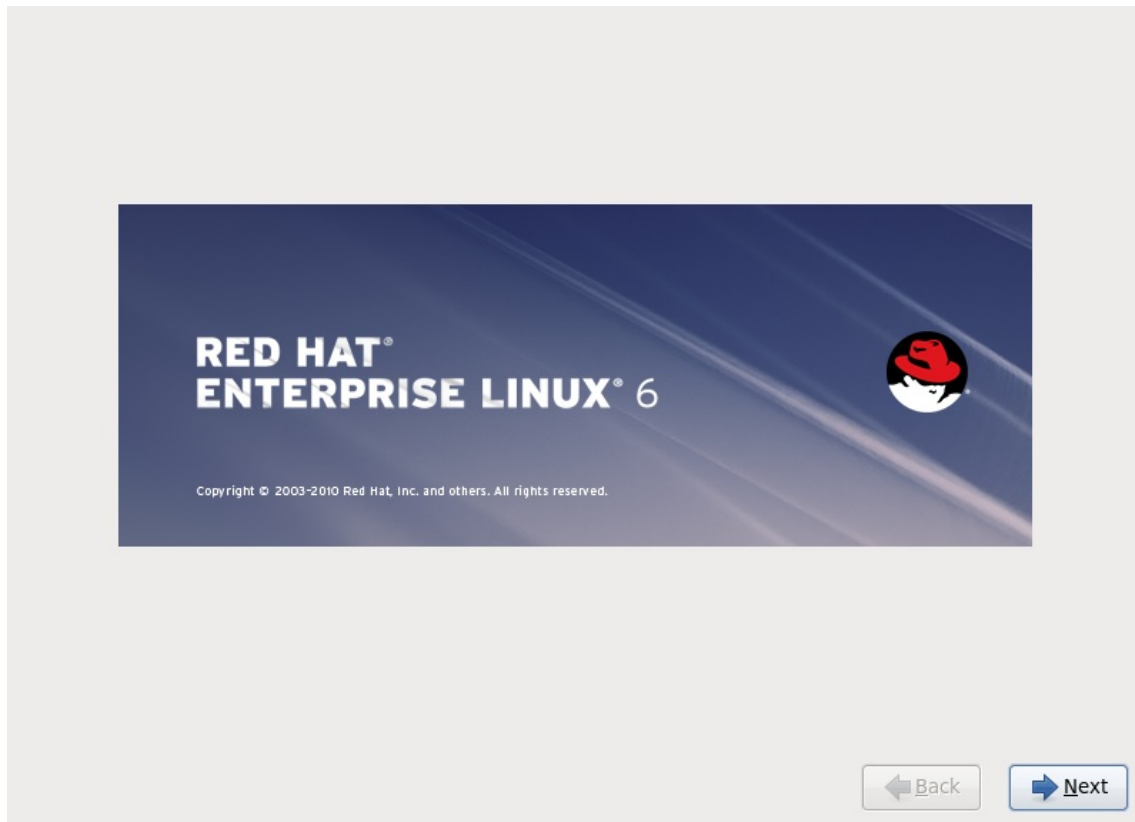 RED HAT®
ENTERPRISE LINUX® 6
Copyright © 2003-2010 Red Hat, Inc. and others. All rights reserved.
Back
Next